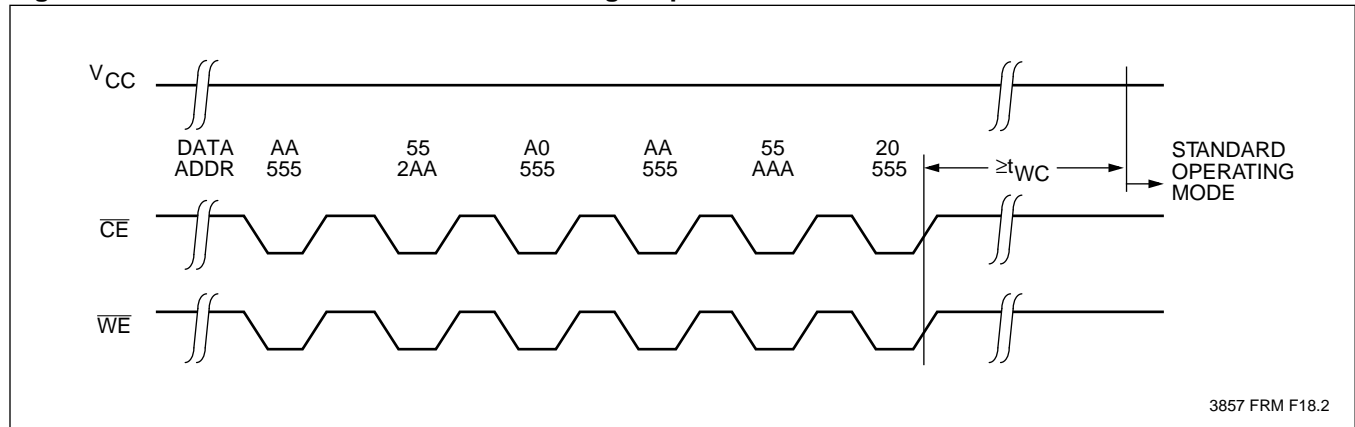 VCC
DATA AA 55 A0 AA 55 20
ADDR 555 2AA 555 555 AAA 555
≥tWC
STANDARD
OPERATING
MODE
CE
WE
3857 FRM F18.2